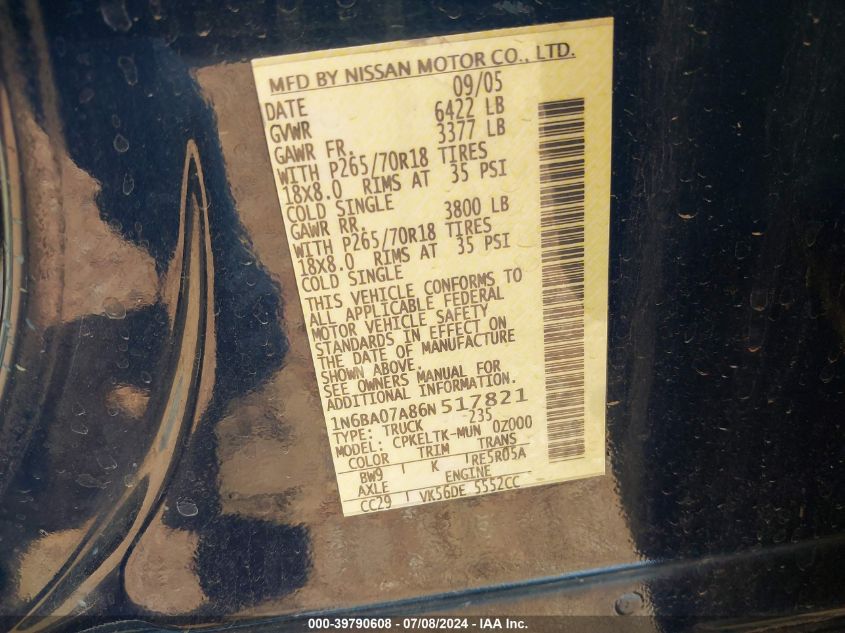 MFD BY NISSAN MOTOR CO., LTD.
DATE 09/05
GVWR 6422 LB
GAWR FR. 3377 LB
WITH P265/70R18 TIRES
18X8.0 RIMS AT 35 PSI
COLD SINGLE
GAWR RR. 3800 LB
WITH P265/70R18 TIRES
18X8.0 RIMS AT 35 PSI
COLD SINGLE
THIS VEHICLE CONFORMS TO
ALL APPLICABLE FEDERAL
MOTOR VEHICLE SAFETY
STANDARDS IN EFFECT ON
THE DATE OF MANUFACTURE
SHOWN ABOVE.
SEE OWNERS MANUAL FOR
ADDITIONAL INFORMATION.
1N6BA07A86N517821
TYPE: TRUCK -235
MODEL: CPKELTK-MUN 0Z000
COLOR TRIM TRANS
BW9 K RE5R05A
AXLE ENGINE
CC29 VK56DE 5552CC
000-39790608 - 07/08/2024 - IAA Inc.